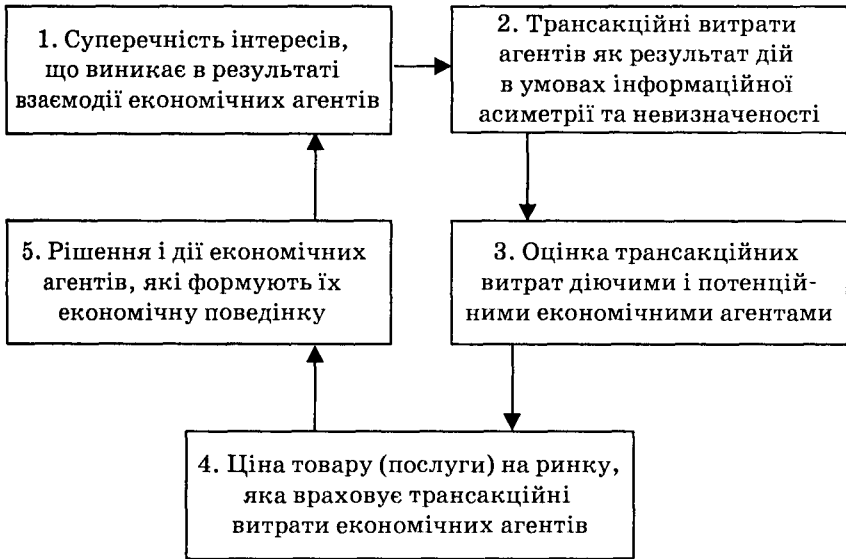 1. Суперечність інтересів,
що виникає в результаті
взаємодії економічних агентів
2. Трансакційні витрати
агентів як результат дій
в умовах інформаційної
асиметрії та невизначеності
5. Рішення і дії економічних
агентів, які формують їх
економічну поведінку
3. Оцінка трансакційних
витрат діючими і потенцій-
ними економічними агентами
4. Ціна товару (послуги) на ринку,
яка враховує трансакційні
витрати економічних агентів